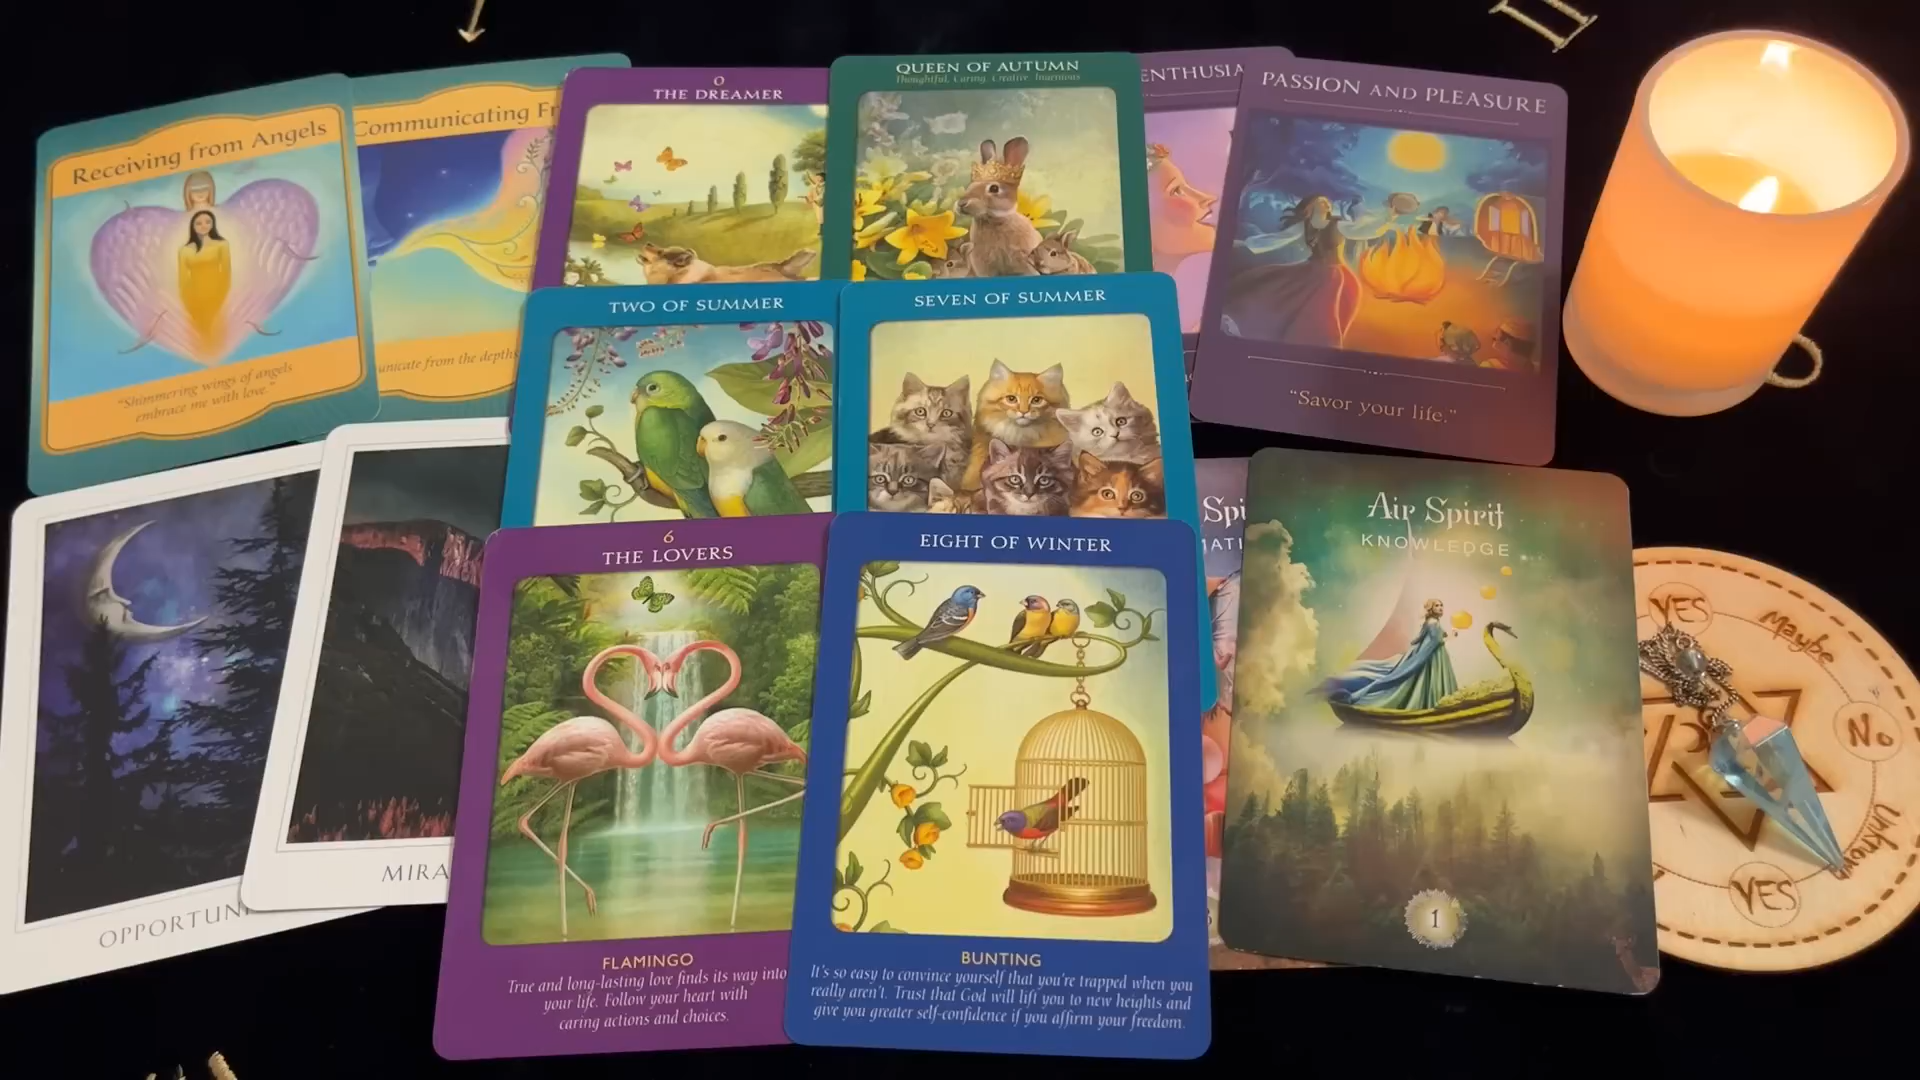 Receiving from Angels
"Shimmering wings of angels
embrace me with love."
Communicating Fr
unicate from the depths
0
THE DREAMER
QUEEN OF AUTUMN
Thoughtful, Caring, Creative, Ingenious
ENTHUSIA
PASSION AND PLEASURE
"Savor your life."
TWO OF SUMMER
SEVEN OF SUMMER
OPPORTUN
MIRA
6
THE LOVERS
FLAMINGO
True and long-lasting love finds its way into
your life. Follow your heart with
caring actions and choices.
EIGHT OF WINTER
BUNTING
It's so easy to convince yourself that you're trapped when you
really aren't. Trust that God will lift you to new heights and
give you greater self-confidence if you affirm your freedom.
Spi
MATI
Air Spirit
KNOWLEDGE
1
YES
Maybe
No
Unknown
YES
II